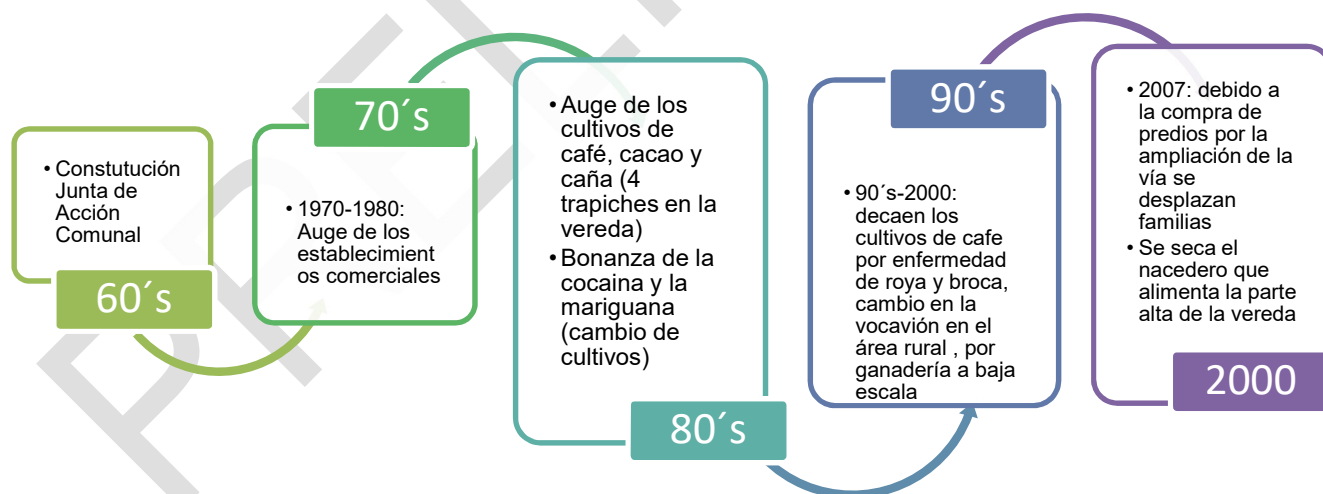 • Constutución
Junta de
Acción
Comunal
60´s
70´s
• 1970-1980:
Auge de los
establecimient
os comerciales
• Auge de los
cultivos de
café, cacao y
caña (4
trapiches en la
vereda)
• Bonanza de la
cocaina y la
mariguana
(cambio de
cultivos)
80´s
90´s
• 90´s-2000:
decaen los
cultivos de cafe
por enfermedad
de roya y broca,
cambio en la
vocavión en el
área rural , por
ganadería a baja
escala
• 2007: debido a
la compra de
predios por la
ampliación de la
vía se
desplazan
familias
• Se seca el
nacedero que
alimenta la parte
alta de la vereda
2000